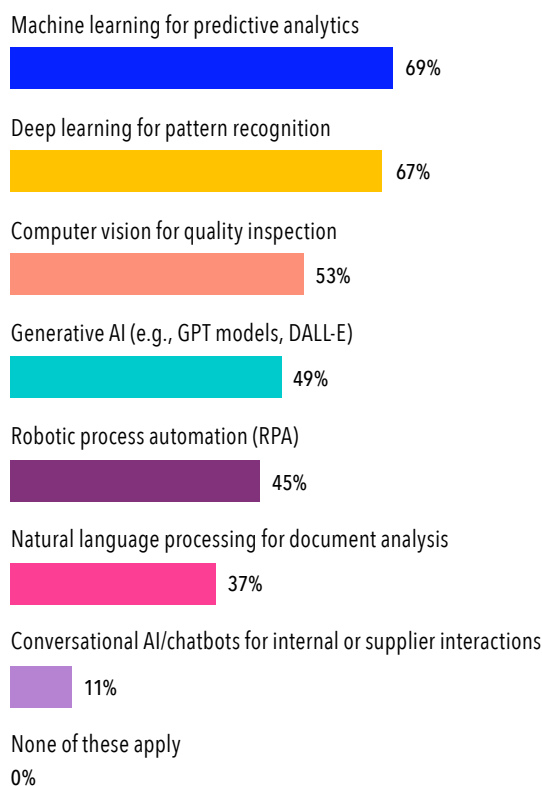 Machine learning for predictive analytics
69%
Deep learning for pattern recognition
67%
Computer vision for quality inspection
53%
Generative AI (e.g., GPT models, DALL-E)
49%
Robotic process automation (RPA)
45%
Natural language processing for document analysis
37%
Conversational AI/chatbots for internal or supplier interactions
11%
None of these apply
0%